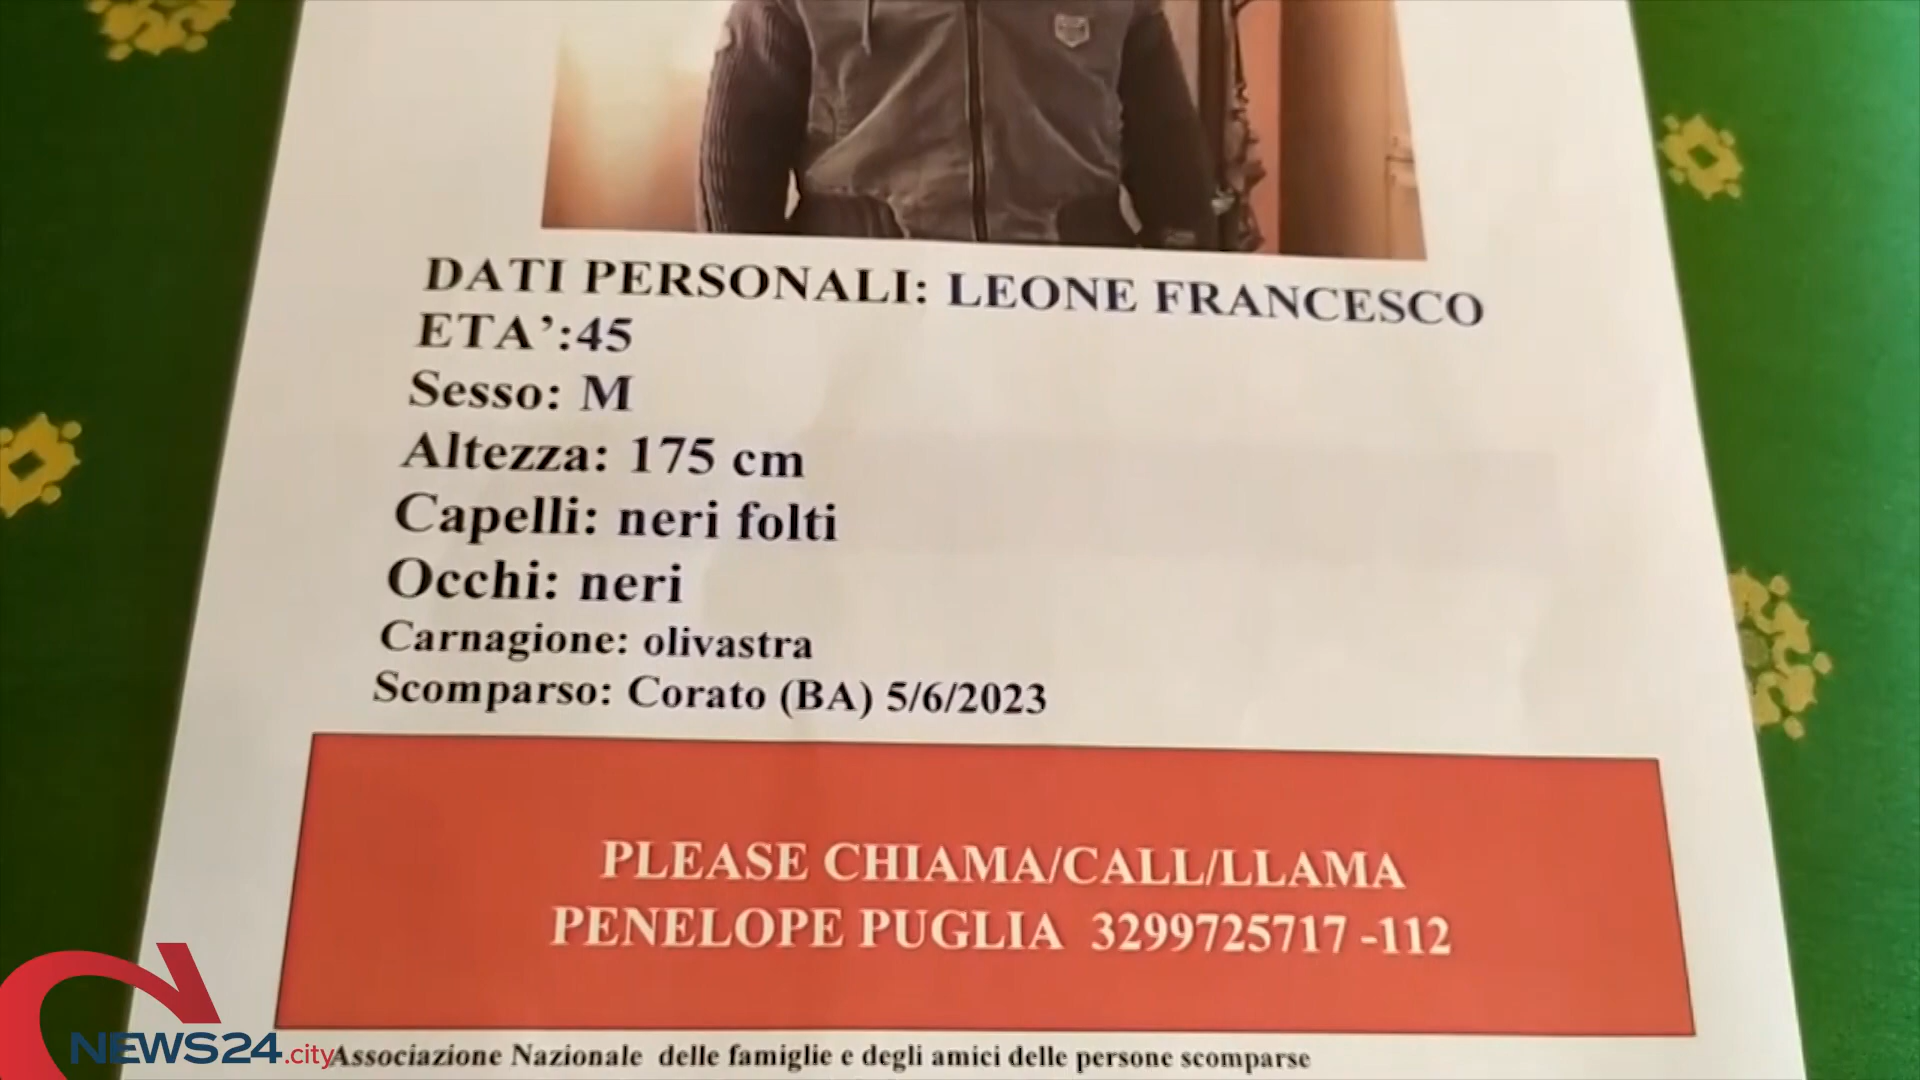 DATI PERSONALI: LEONE FRANCESCO
ETA’:45
Sesso: M
Altezza: 175 cm
Capelli: neri folti
Occhi: neri
Carnagione: olivastra
Scomparso: Corato (BA) 5/6/2023
PLEASE CHIAMA/CALL/LLAMA
PENELOPE PUGLIA 3299725717 -112
NEWS24.city
Associazione Nazionale delle famiglie e degli amici delle persone scomparse